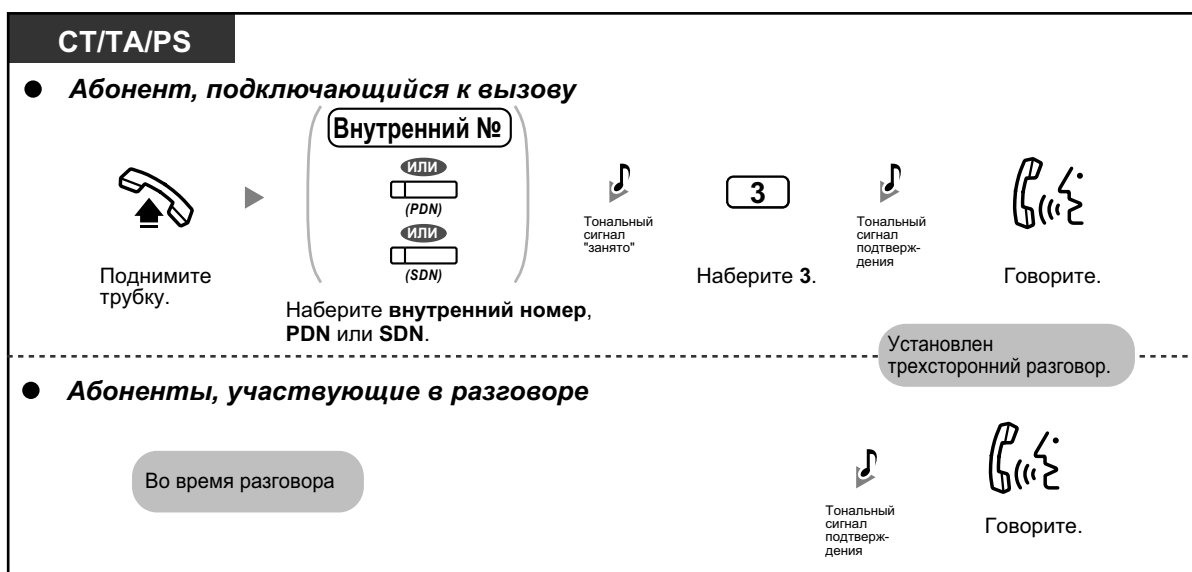 CT/TA/PS
Абонент, подключающийся к вызову
Внутренний №
ИЛИ
(PDN)
ИЛИ
(SDN)
Поднимите
трубку.
Наберите внутренний номер,
PDN или SDN.
Тональный
сигнал
"занято"
3
Наберите 3.
Тональный
сигнал
подтверж-
дения
Говорите.
Установлен
трехсторонний разговор.
Абоненты, участвующие в разговоре
Во время разговора
Тональный
сигнал
подтверж-
дения
Говорите.